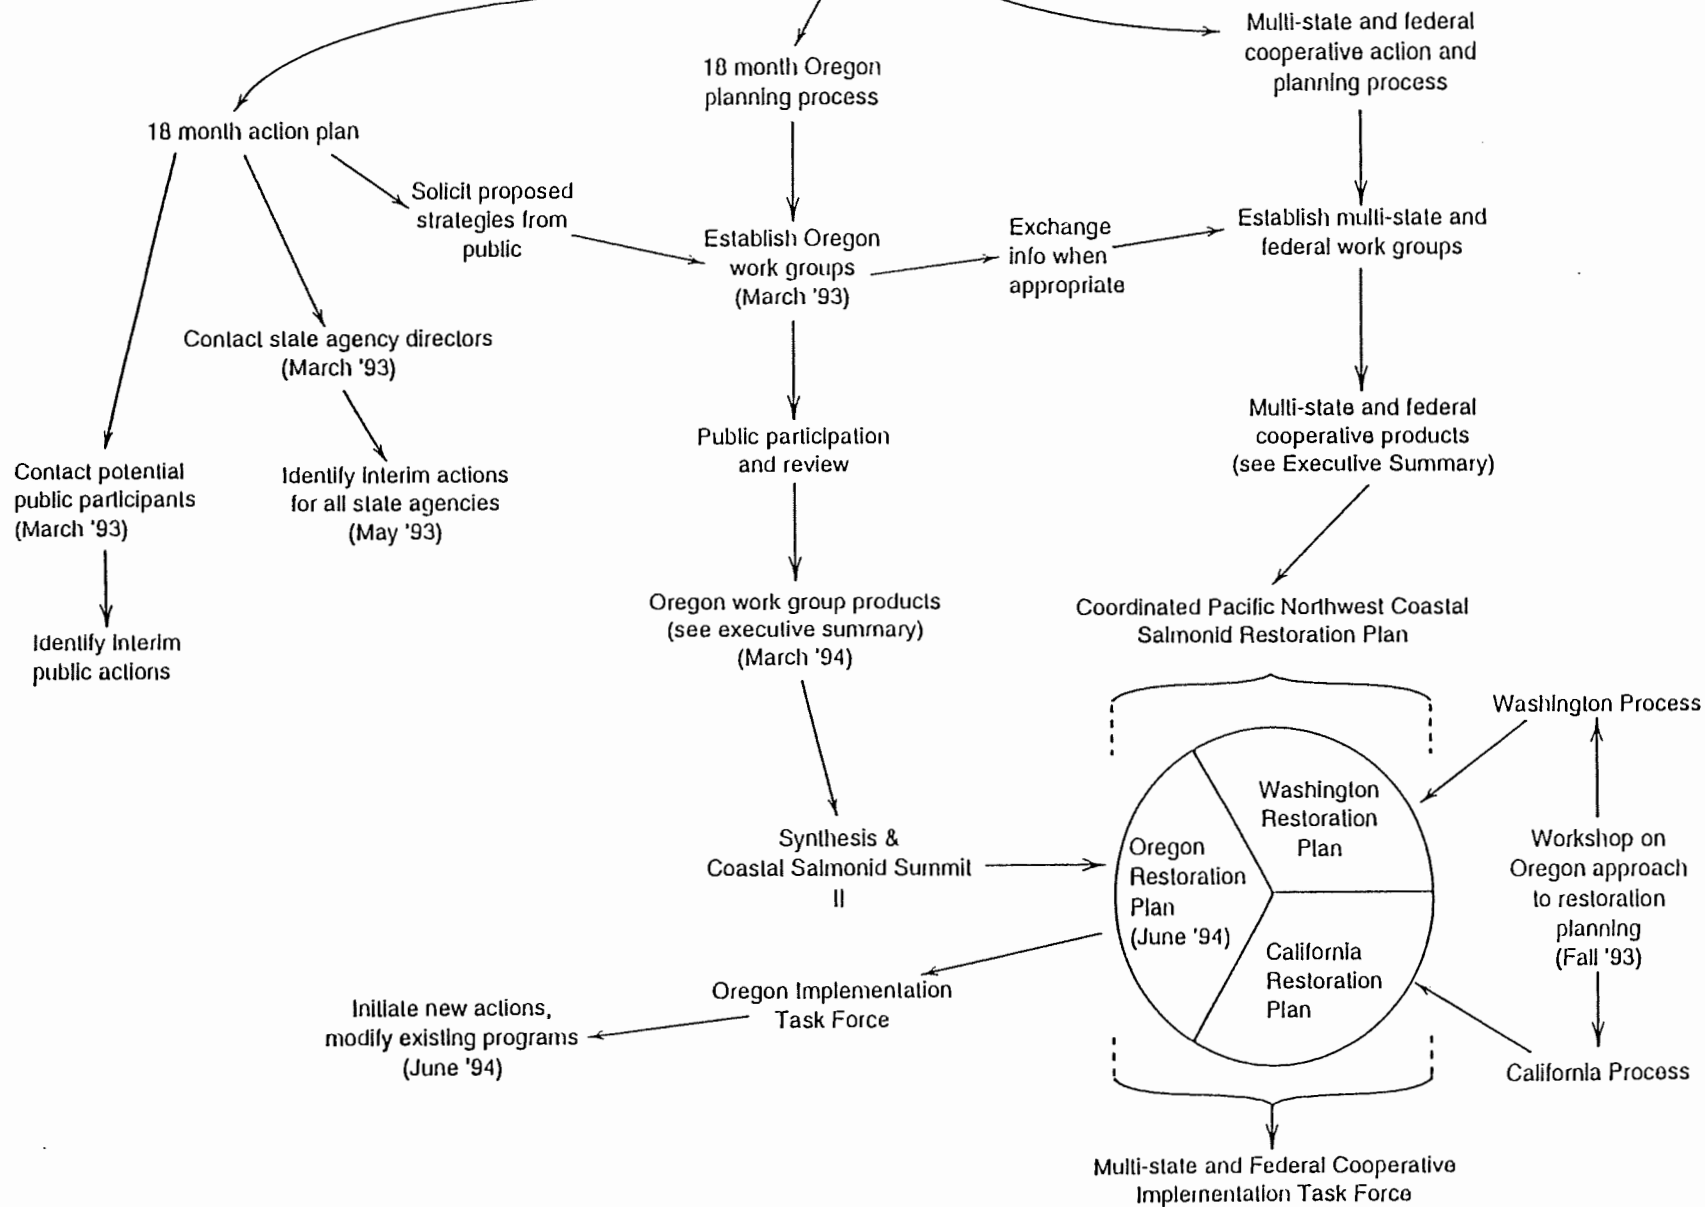 18 month Oregon
planning process
Multi-state and federal
cooperative action and
planning process
18 month action plan
Solicit proposed
strategies from
public
Establish Oregon
work groups
(March '93)
Exchange
info when
appropriate
Establish multi-state and
federal work groups
Contact state agency directors
(March '93)
Contact potential
public participants
(March '93)
Identify interim actions
for all state agencies
(May '93)
Public participation
and review
Multi-state and federal
cooperative products
(see Executive Summary)
Identify interim
public actions
Oregon work group products
(see executive summary)
(March '94)
Coordinated Pacific Northwest Coastal
Salmonid Restoration Plan
Washington Process
Synthesis &
Coastal Salmonid Summit
II
Oregon
Restoration
Plan
(June '94)
Washington
Restoration
Plan
California
Restoration
Plan
Workshop on
Oregon approach
to restoration
planning
(Fall '93)
California Process
Oregon Implementation
Task Force
Initiate new actions,
modify existing programs
(June '94)
Multi-state and Federal Cooperative
Implementation Task Force